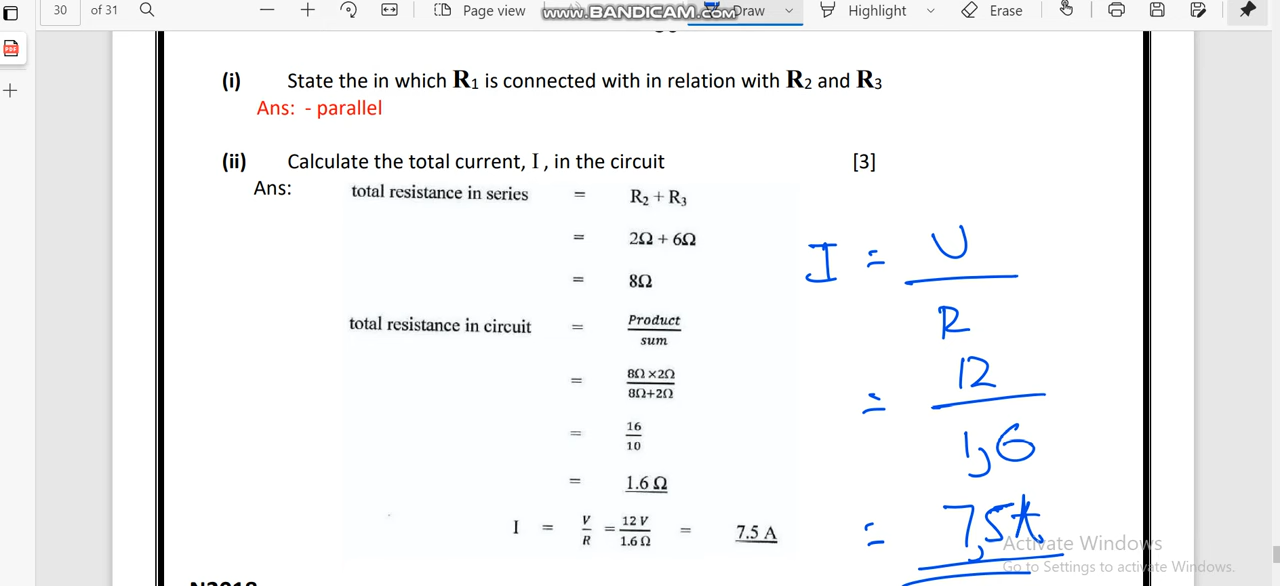 30 of 31 Page view www.BANDICAM.com Draw Highlight Erase
PDF
(i) State the in which R1 is connected with in relation with R2 and R3
Ans: - parallel
(ii) Calculate the total current, I , in the circuit [3]
Ans:
total resistance in series = R2 + R3
= 2Ω + 6Ω
= 8Ω
total resistance in circuit = Product
sum
= 8Ω ×2Ω
8Ω+2Ω
= 16
10
= 1.6 Ω
I = V = 12 V = 7.5 A
R 1.6 Ω
I = U
R
= 12
1,6
= 7,5A
Activate Windows
Go to Settings to activate Windows.
N2018